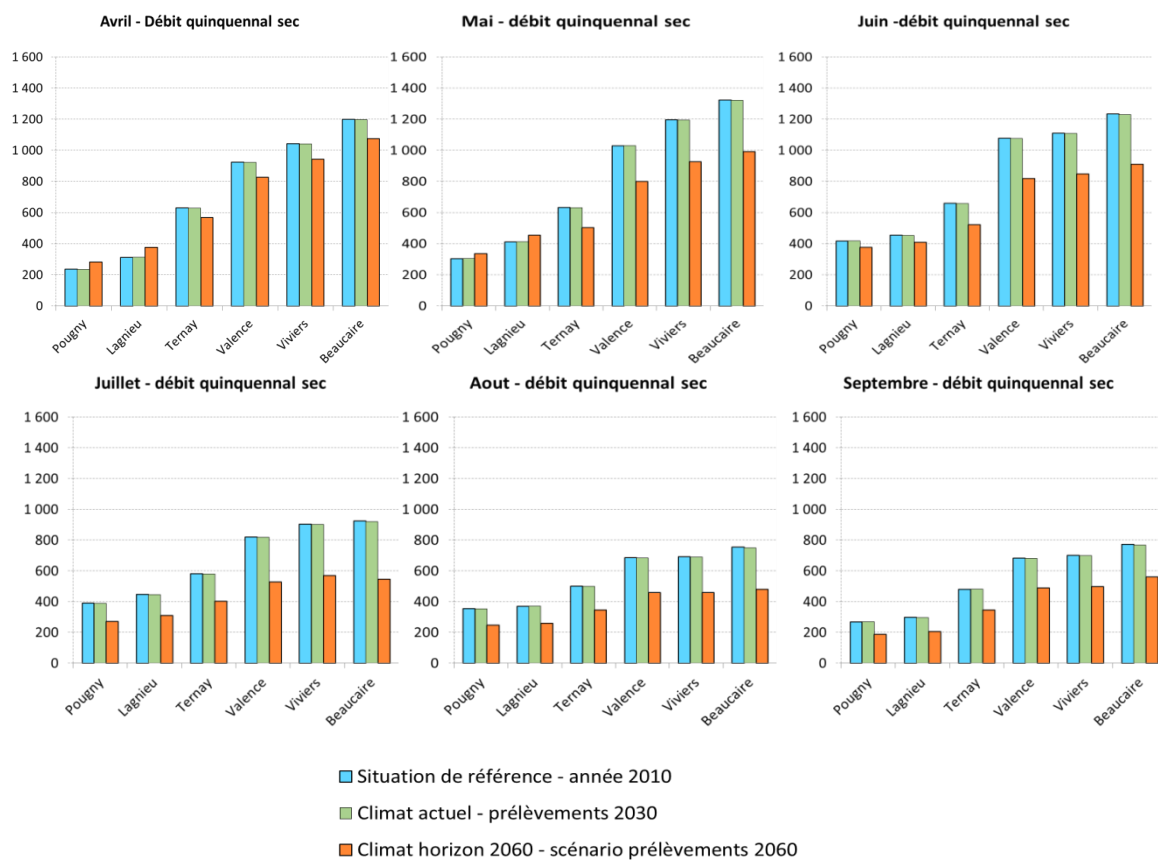 Avril - Débit quinquennal sec
1 600
1 400
1 200
1 000
800
600
400
200
0
Pougny
Lagnieu
Ternay
Valence
Viviers
Beaucaire
Mai - débit quinquennal sec
1 600
1 400
1 200
1 000
800
600
400
200
0
Pougny
Lagnieu
Ternay
Valence
Viviers
Beaucaire
Juin -débit quinquennal sec
1 600
1 400
1 200
1 000
800
600
400
200
0
Pougny
Lagnieu
Ternay
Valence
Viviers
Beaucaire
Juillet - débit quinquennal sec
1 600
1 400
1 200
1 000
800
600
400
200
0
Pougny
Lagnieu
Ternay
Valence
Viviers
Beaucaire
Aout - débit quinquennal sec
1 600
1 400
1 200
1 000
800
600
400
200
0
Pougny
Lagnieu
Ternay
Valence
Viviers
Beaucaire
Septembre - débit quinquennal sec
1 600
1 400
1 200
1 000
800
600
400
200
0
Pougny
Lagnieu
Ternay
Valence
Viviers
Beaucaire
Situation de référence - année 2010
Climat actuel - prélèvements 2030
Climat horizon 2060 - scénario prélèvements 2060